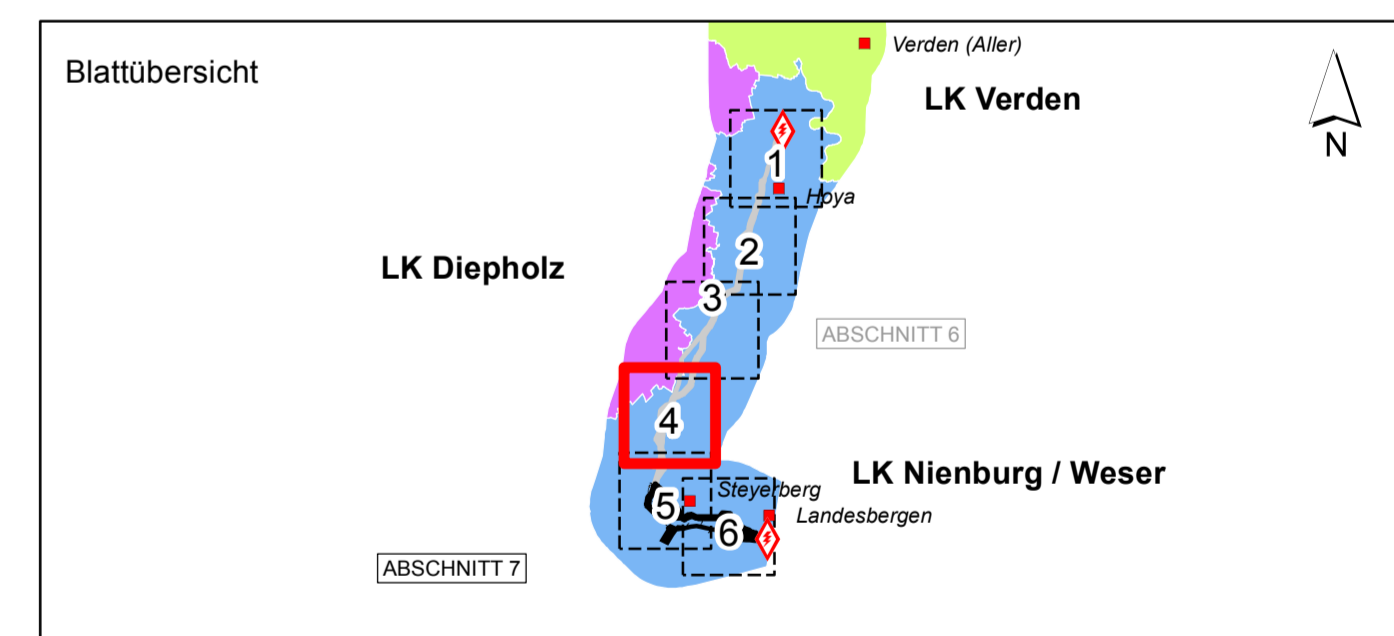 Blattübersicht
Verden (Aller)
LK Verden
N
1
Hoya
2
LK Diepholz
3
ABSCHNITT 6
4
LK Nienburg / Weser
Steyerberg
5
Landesbergen
6
ABSCHNITT 7